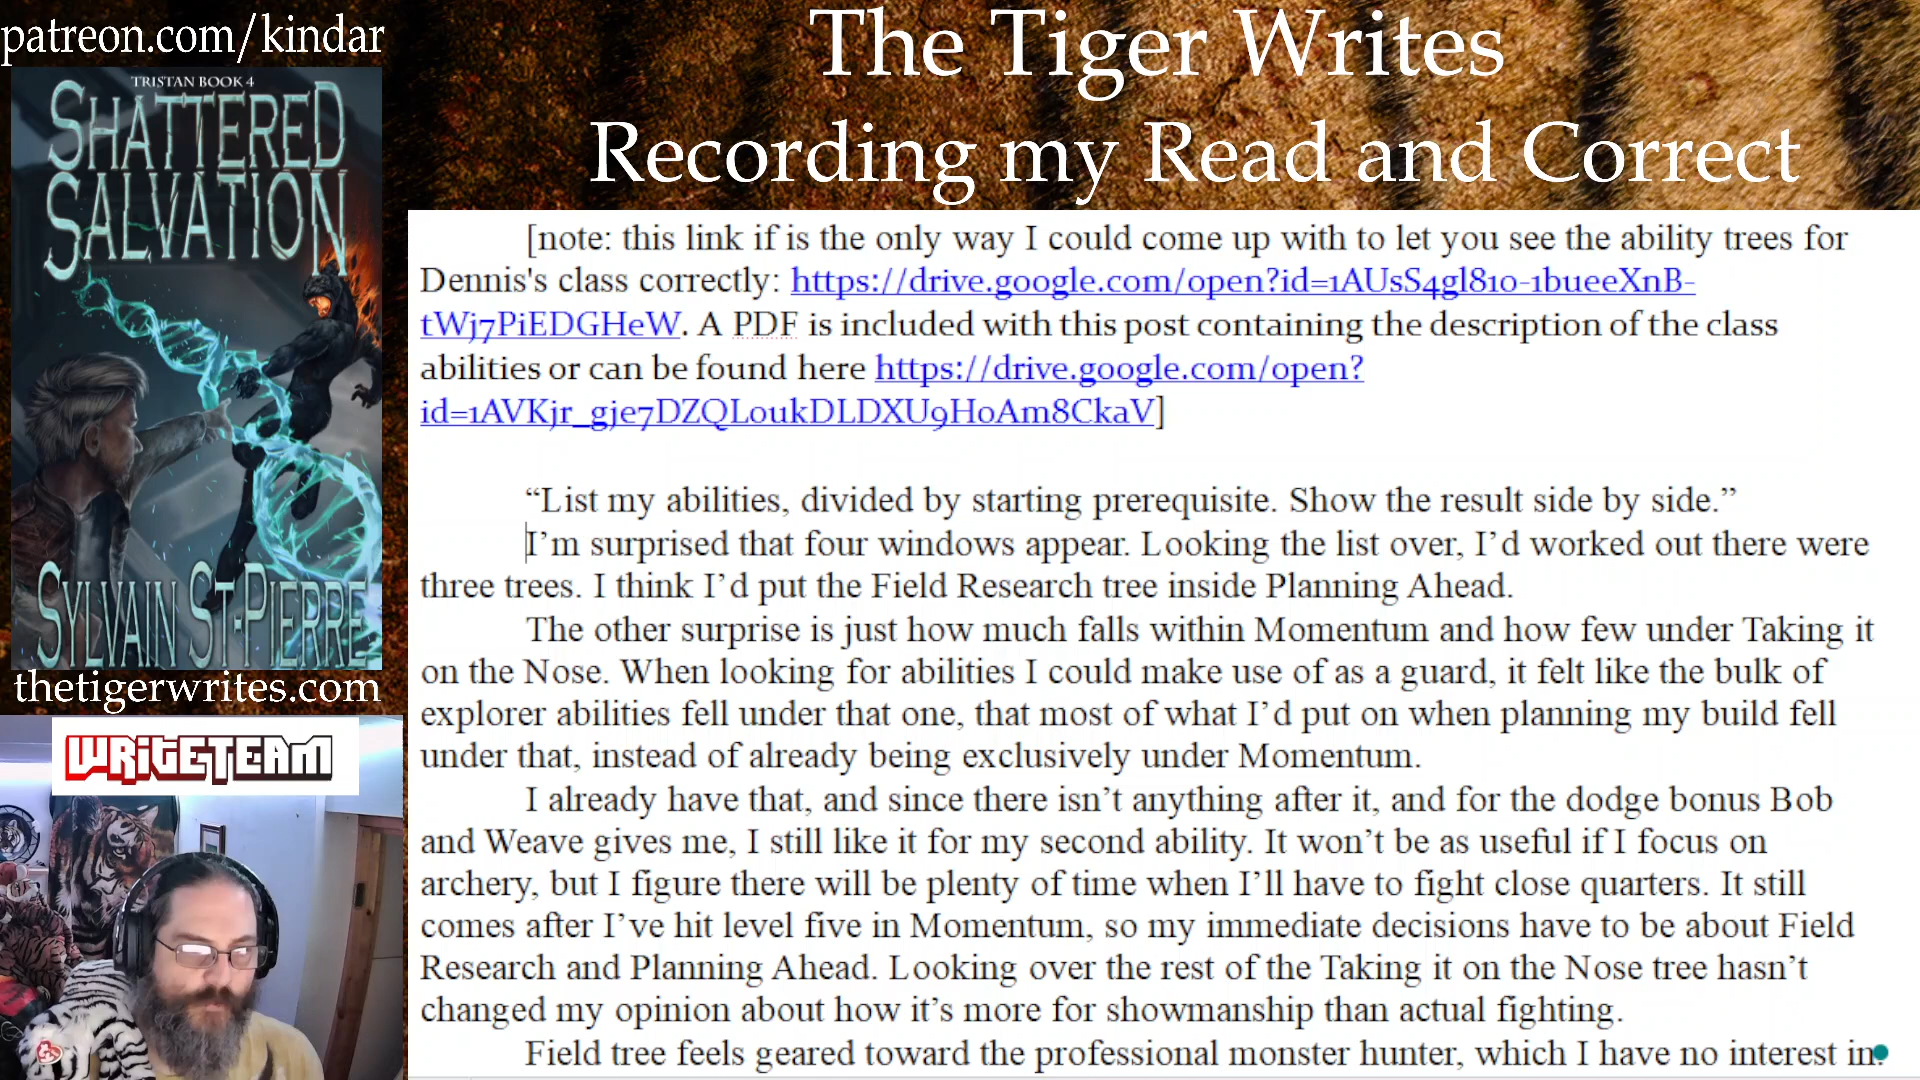 patreon.com/kindar
TRISTAN BOOK 4
SHATTERED
SALVATION
SYLVAIN ST-PIERRE
thetigerwrites.com
WRITETEAM
The Tiger Writes
Recording my Read and Correct
[note: this link if is the only way I could come up with to let you see the ability trees for
Dennis's class correctly: https://drive.google.com/open?id=1AUsS4gl810-1bueeXnB-
tWj7PiEDGHeW. A PDF is included with this post containing the description of the class
abilities or can be found here https://drive.google.com/open?
id=1AVKjr_gje7DZQLo1kDLDXU9HoAm8CkaV]
“List my abilities, divided by starting prerequisite. Show the result side by side.”
I’m surprised that four windows appear. Looking the list over, I’d worked out there were
three trees. I think I’d put the Field Research tree inside Planning Ahead.
The other surprise is just how much falls within Momentum and how few under Taking it
on the Nose. When looking for abilities I could make use of as a guard, it felt like the bulk of
explorer abilities fell under that one, that most of what I’d put on when planning my build fell
under that, instead of already being exclusively under Momentum.
I already have that, and since there isn’t anything after it, and for the dodge bonus Bob
and Weave gives me, I still like it for my second ability. It won’t be as useful if I focus on
archery, but I figure there will be plenty of time when I’ll have to fight close quarters. It still
comes after I’ve hit level five in Momentum, so my immediate decisions have to be about Field
Research and Planning Ahead. Looking over the rest of the Taking it on the Nose tree hasn’t
changed my opinion about how it’s more for showmanship than actual fighting.
Field tree feels geared toward the professional monster hunter, which I have no interest in.